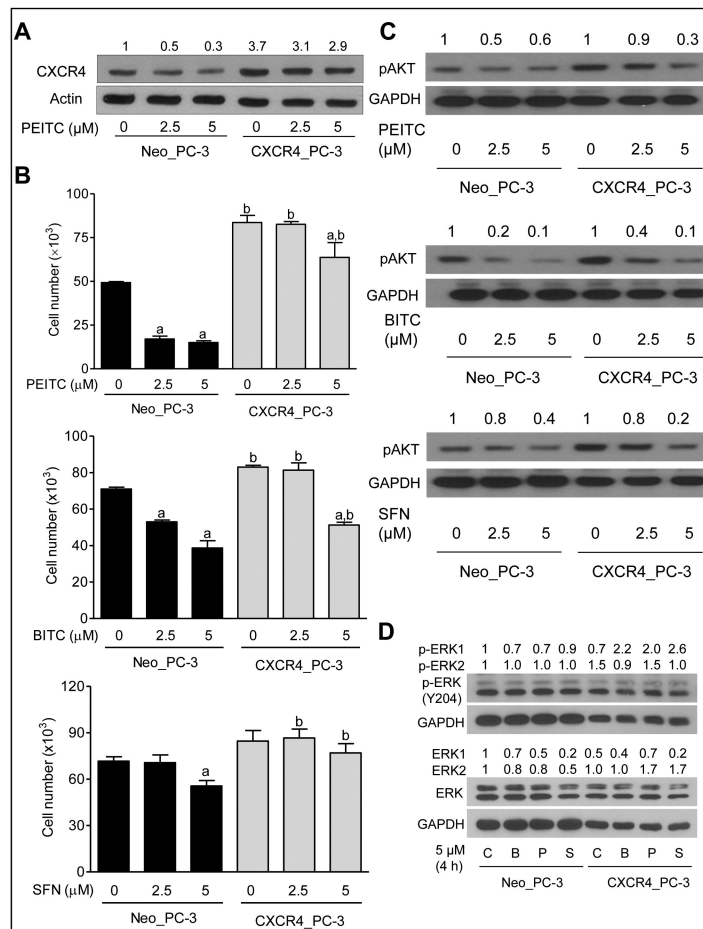 A
1 0.5 0.3 3.7 3.1 2.9
CXCR4
Actin
PEITC (μM) 0 2.5 5 0 2.5 5
Neo_PC-3 CXCR4_PC-3
B
Cell number (×10³)
100
75
50
25
0
a a b b a,b
PEITC (μM) 0 2.5 5 0 2.5 5
Neo_PC-3 CXCR4_PC-3
Cell number (x10³)
100
80
60
40
20
0
a a b b a,b
BITC (μM) 0 2.5 5 0 2.5 5
Neo_PC-3 CXCR4_PC-3
Cell number (x10³)
120
90
60
30
0
a b b
SFN (μM) 0 2.5 5 0 2.5 5
Neo_PC-3 CXCR4_PC-3
C
1 0.5 0.6 1 0.9 0.3
pAKT
GAPDH
PEITC
(μM) 0 2.5 5 0 2.5 5
Neo_PC-3 CXCR4_PC-3
1 0.2 0.1 1 0.4 0.1
pAKT
GAPDH
BITC
(μM) 0 2.5 5 0 2.5 5
Neo_PC-3 CXCR4_PC-3
1 0.8 0.4 1 0.8 0.2
pAKT
GAPDH
SFN
(μM) 0 2.5 5 0 2.5 5
Neo_PC-3 CXCR4_PC-3
D
p-ERK1 1 0.7 0.7 0.9 0.7 2.2 2.0 2.6
p-ERK2 1 1.0 1.0 1.0 1.5 0.9 1.5 1.0
p-ERK
(Y204)
GAPDH
ERK1 1 0.7 0.5 0.2 0.5 0.4 0.7 0.2
ERK2 1 0.8 0.8 0.5 1.0 1.0 1.7 1.7
ERK
GAPDH
5 μM C B P S C B P S
(4 h)
Neo_PC-3 CXCR4_PC-3